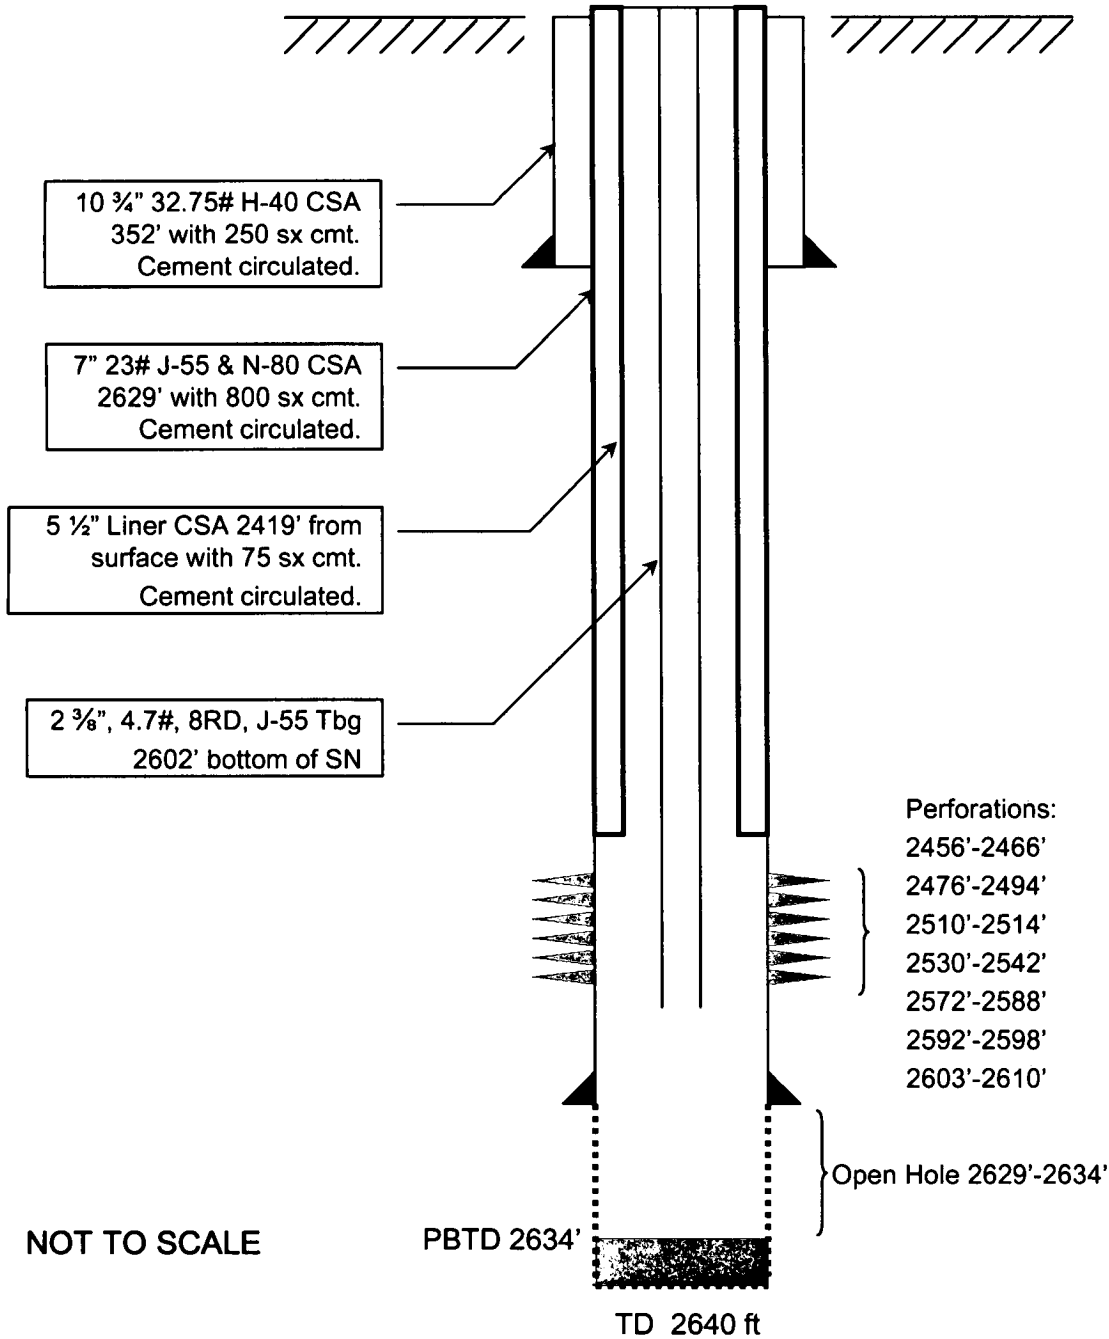 10 ¾” 32.75# H-40 CSA
352’ with 250 sx cmt.
Cement circulated.
7” 23# J-55 & N-80 CSA
2629’ with 800 sx cmt.
Cement circulated.
5 ½” Liner CSA 2419’ from
surface with 75 sx cmt.
Cement circulated.
2 ⅜”, 4.7#, 8RD, J-55 Tbg
2602’ bottom of SN
Perforations:
2456’-2466’
2476’-2494’
2510’-2514’
2530’-2542’
2572’-2588’
2592’-2598’
2603’-2610’
Open Hole 2629’-2634’
NOT TO SCALE
PBTD 2634’
TD 2640 ft